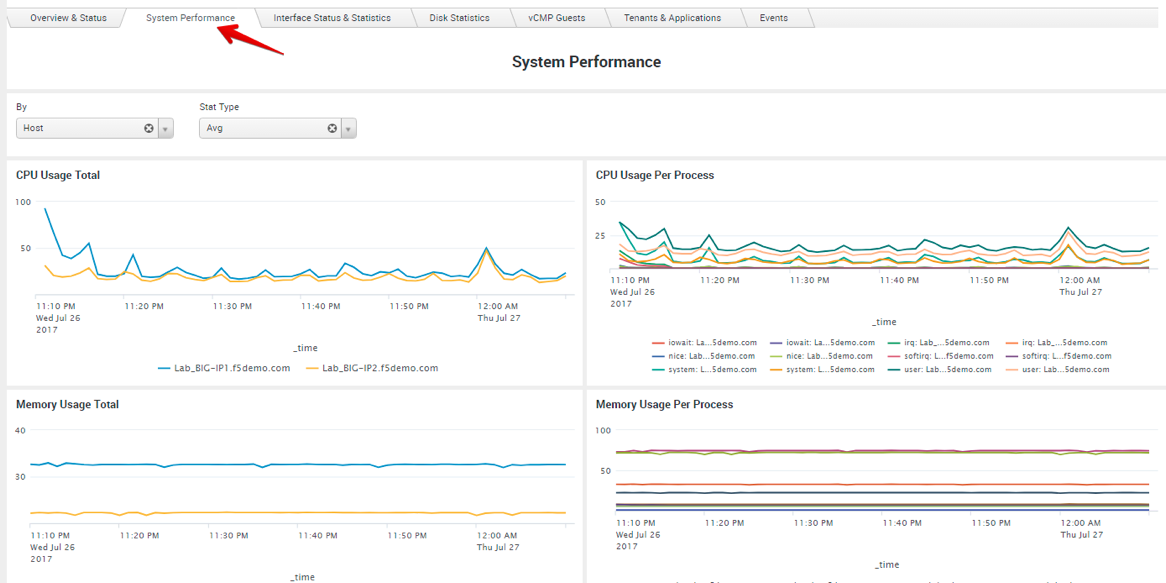 Overview & Status
System Performance
Interface Status & Statistics
Disk Statistics
vCMP Guests
Tenants & Applications
Events
System Performance
By
Stat Type
Host
Avg
CPU Usage Total
100
50
11:10 PM 11:20 PM 11:30 PM 11:40 PM 11:50 PM 12:00 AM
Wed Jul 26 Thu Jul 27
2017
_time
Lab_BIG-IP1.f5demo.com Lab_BIG-IP2.f5demo.com
CPU Usage Per Process
50
25
11:10 PM 11:20 PM 11:30 PM 11:40 PM 11:50 PM 12:00 AM
Wed Jul 26 Thu Jul 27
2017
_time
iowait: La...5demo.com iowait: La...5demo.com irq: Lab_...5demo.com irq: Lab_...5demo.com
nice: Lab...5demo.com nice: Lab...5demo.com softirq: L...f5demo.com softirq: L...f5demo.com
system: L...5demo.com system: L...5demo.com user: Lab...5demo.com user: Lab...5demo.com
Memory Usage Total
40
30
11:10 PM 11:20 PM 11:30 PM 11:40 PM 11:50 PM 12:00 AM
Wed Jul 26 Thu Jul 27
2017
_time
Memory Usage Per Process
100
50
11:10 PM 11:20 PM 11:30 PM 11:40 PM 11:50 PM 12:00 AM
Wed Jul 26 Thu Jul 27
2017
_time